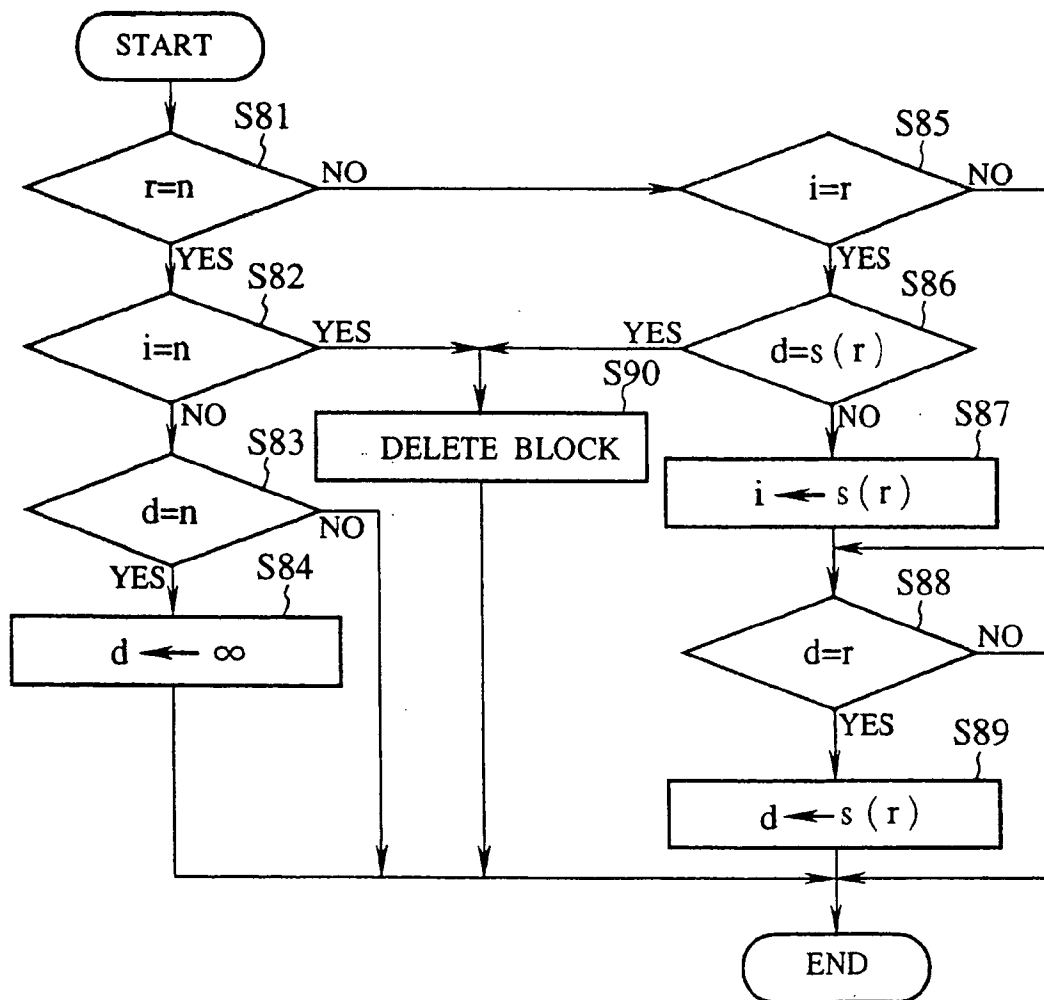 START
S81
r=n
NO
YES
S85
i=r
NO
YES
S82
i=n
YES
NO
S86
d=s(r)
YES
NO
S90
DELETE BLOCK
S83
d=n
NO
YES
S87
i ← s(r)
S84
d ← ∞
S88
d=r
NO
YES
S89
d ← s(r)
END